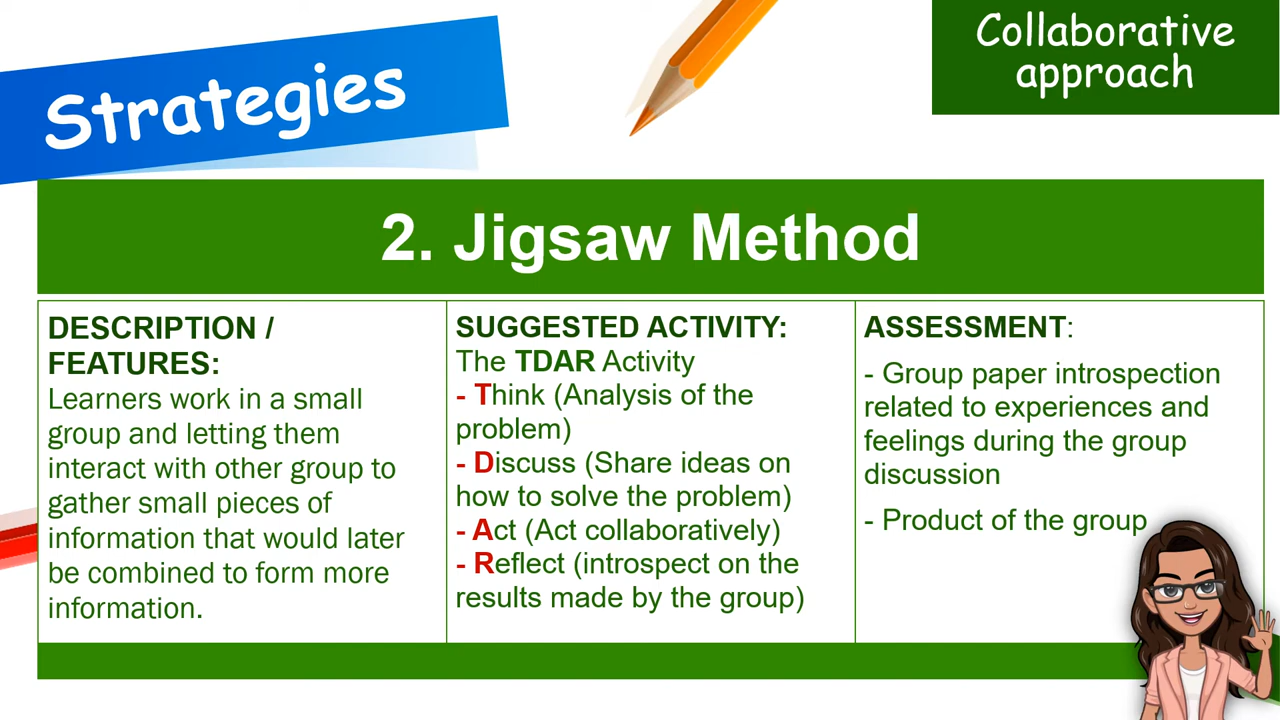 Strategies
Collaborative
approach
2. Jigsaw Method
DESCRIPTION /
FEATURES:
Learners work in a small
group and letting them
interact with other group to
gather small pieces of
information that would later
be combined to form more
information.
SUGGESTED ACTIVITY:
The TDAR Activity
- Think (Analysis of the
problem)
- Discuss (Share ideas on
how to solve the problem)
- Act (Act collaboratively)
- Reflect (introspect on the
results made by the group)
ASSESSMENT:
- Group paper introspection
related to experiences and
feelings during the group
discussion
- Product of the group